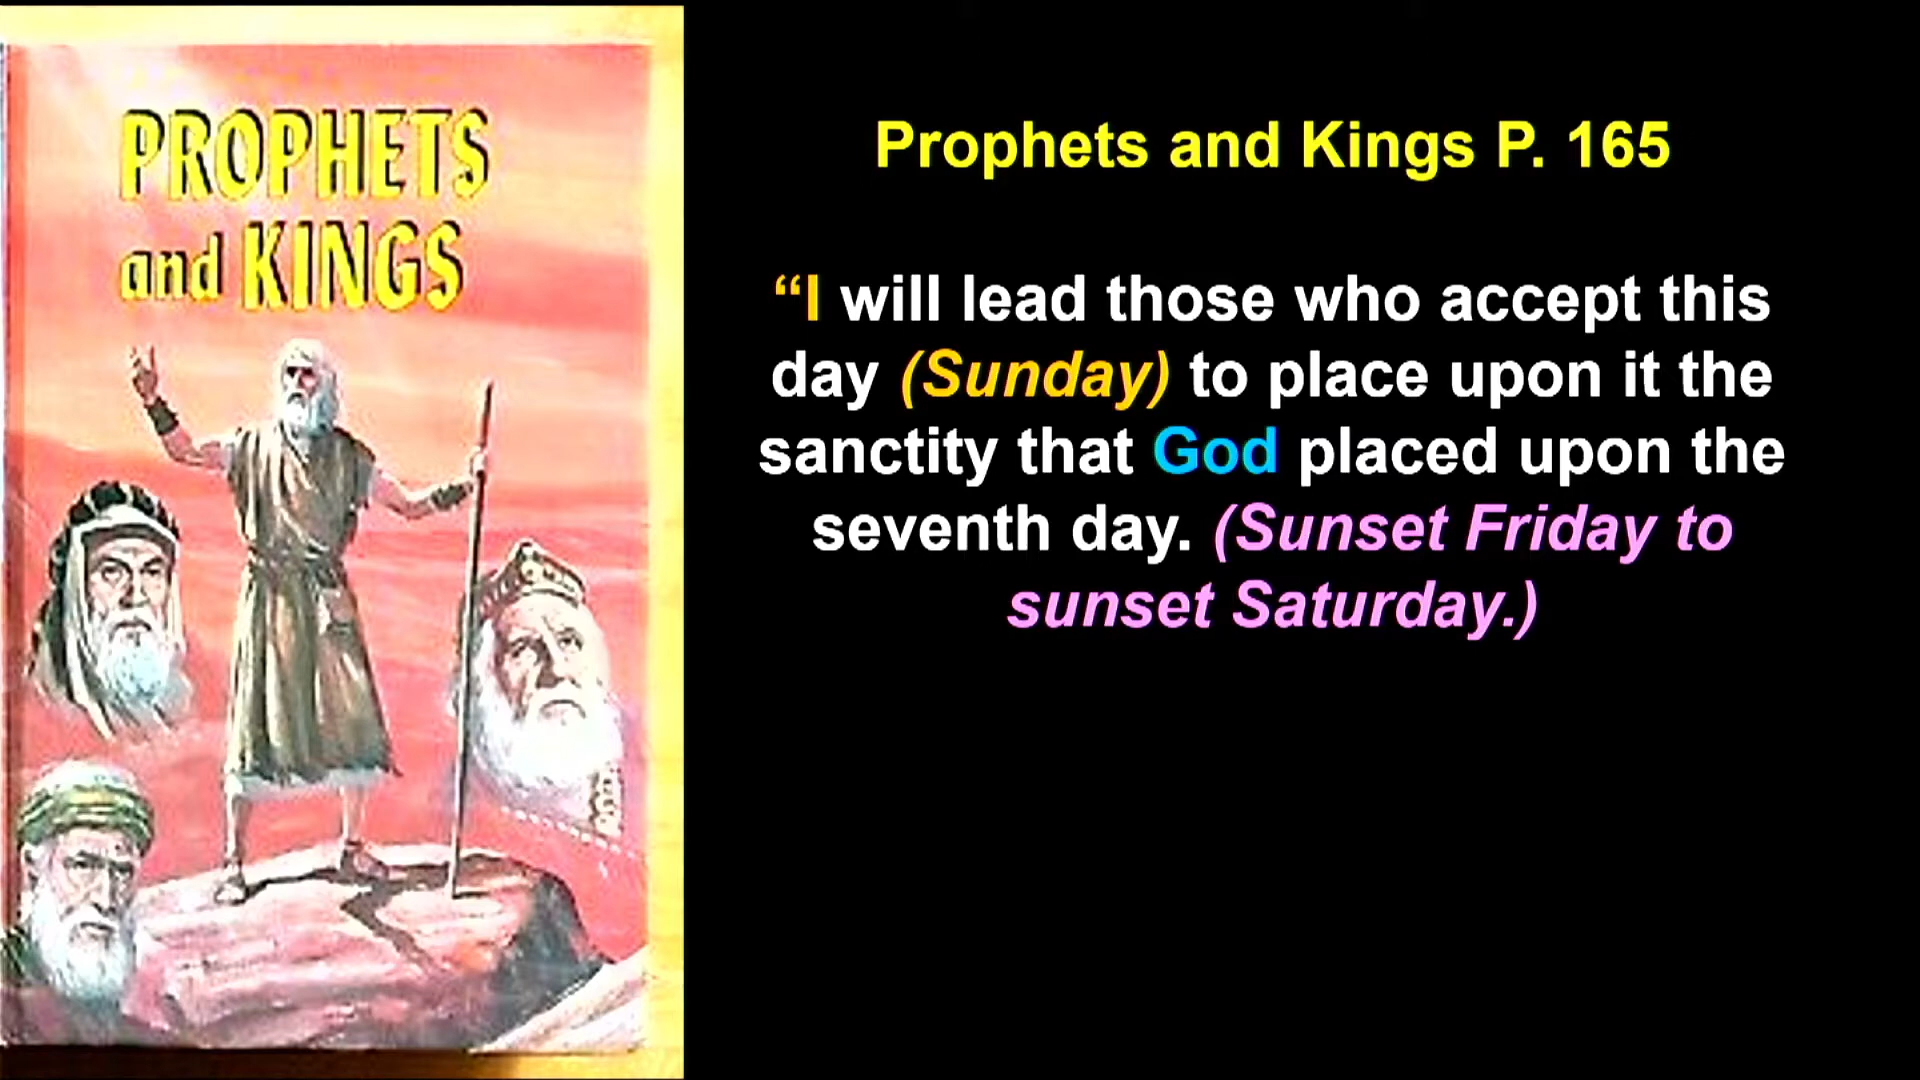 PROPHETS
and KINGS
Prophets and Kings P. 165
“I will lead those who accept this
day (Sunday) to place upon it the
sanctity that God placed upon the
seventh day. (Sunset Friday to
sunset Saturday.)